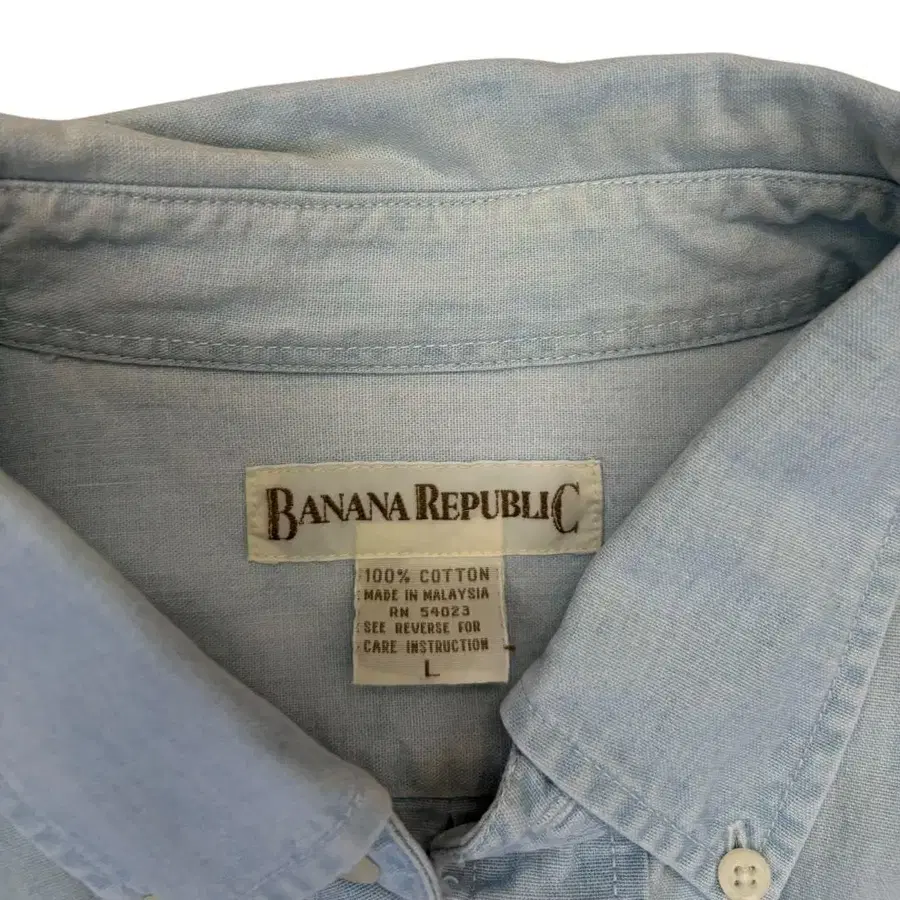 BANANA REPUBLIC
100% COTTON
MADE IN MALAYSIA
RN 54023
SEE REVERSE FOR
CARE INSTRUCTION
L